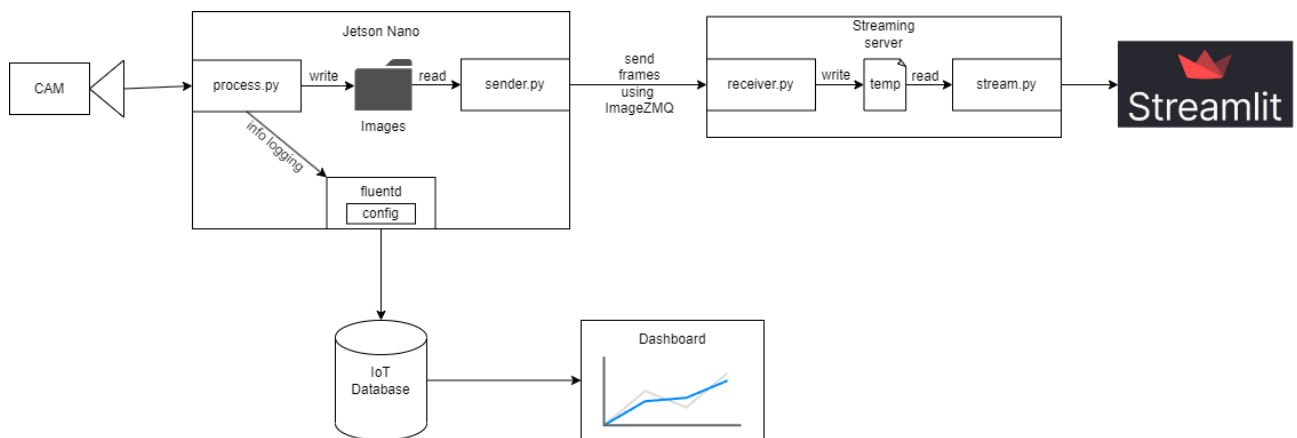 Jetson Nano
Streaming
server
CAM
process.py
write
read
sender.py
Images
send
frames
using
ImageZMQ
receiver.py
write
temp
read
stream.py
Streamlit
info logging
fluentd
config
IoT
Database
Dashboard